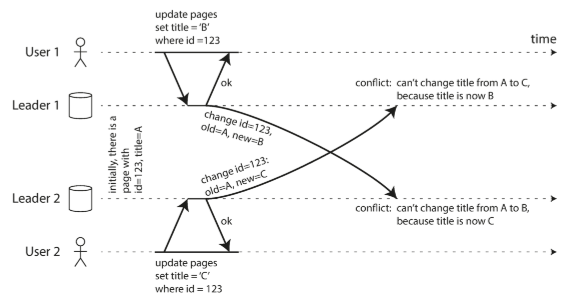 update pages
set title = 'B'
where id =123
time
User 1
ok
conflict: can't change title from A to C,
because title is now B
Leader 1
change id=123,
old=A, new=B
initially, there is a
page with
id=123, title=A
change id=123:
old=A, new=C
Leader 2
conflict: can't change title from A to B,
because title is now C
ok
User 2
update pages
set title = 'C'
where id = 123